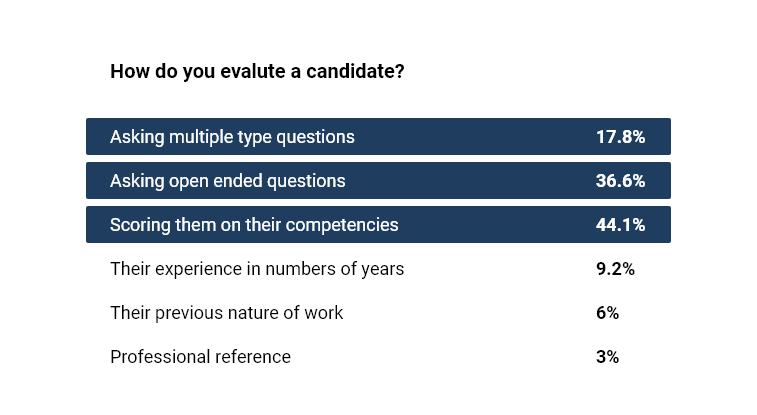 How do you evalute a candidate?
Asking multiple type questions 17.8%
Asking open ended questions 36.6%
Scoring them on their competencies 44.1%
Their experience in numbers of years 9.2%
Their previous nature of work 6%
Professional reference 3%